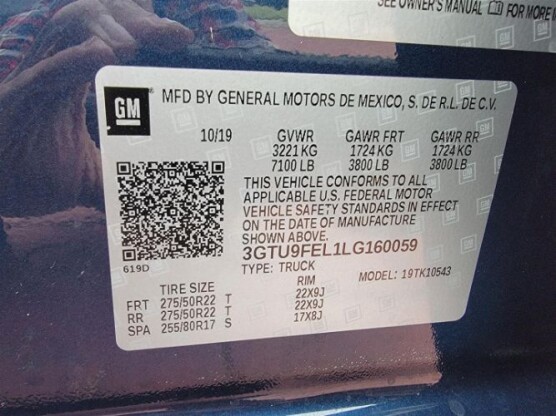 SEE OWNER'S MANUAL FOR MORE
GM
MFD BY GENERAL MOTORS DE MEXICO, S. DE R.L. DE C.V.
10/19 GVWR GAWR FRT GAWR RR
3221 KG 1724 KG 1724 KG
7100 LB 3800 LB 3800 LB
THIS VEHICLE CONFORMS TO ALL
APPLICABLE U.S. FEDERAL MOTOR
VEHICLE SAFETY STANDARDS IN EFFECT
ON THE DATE OF MANUFACTURE
SHOWN ABOVE.
3GTU9FEL1LG160059
619D
TYPE: TRUCK MODEL: 19TK10543
TIRE SIZE RIM
FRT 275/50R22 T 22X9J
RR 275/50R22 T 22X9J
SPA 255/80R17 S 17X8J